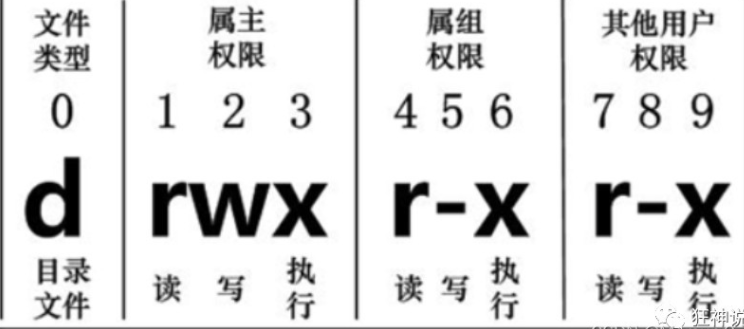 文件 属主 属组 其他用户
类型 权限 权限 权限
0 1 2 3 4 5 6 7 8 9
d rwx r-x r-x
目录 读 写 执 读 写 执 读 写 执
文件 行 行 行
狂神说